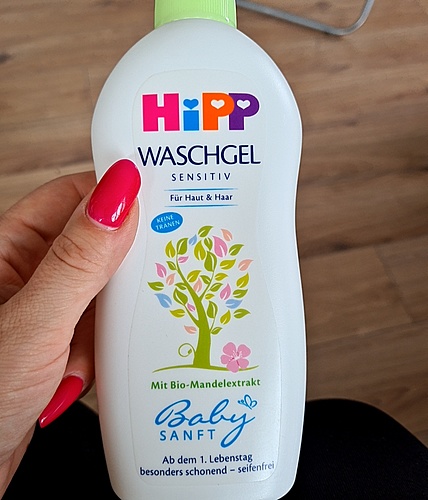 HiPP
WASCHGEL
SENSITIV
Für Haut & Haar
KEINE
TRÄNEN
Mit Bio-Mandelextrakt
Baby
SANFT
Ab dem 1. Lebenstag
besonders schonend – seifenfrei